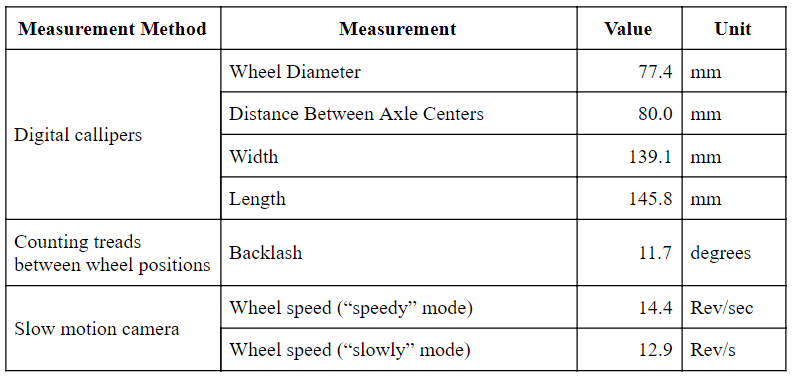 Measurement Method Measurement Value Unit
Digital callipers
Wheel Diameter 77.4 mm
Distance Between Axle Centers 80.0 mm
Width 139.1 mm
Length 145.8 mm
Counting treads
between wheel positions
Backlash 11.7 degrees
Slow motion camera
Wheel speed (“speedy” mode) 14.4 Rev/sec
Wheel speed (“slowly” mode) 12.9 Rev/s